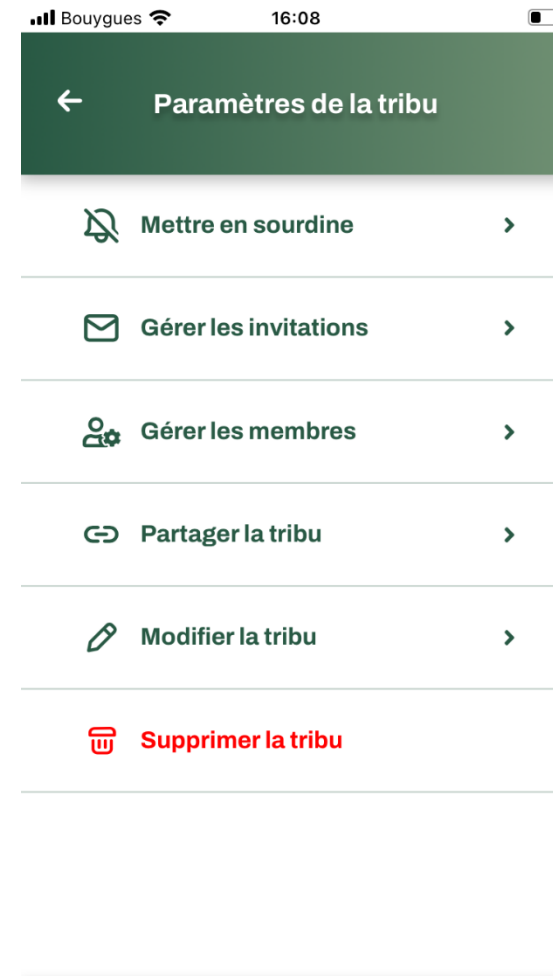 Bouygues 16:08
Paramètres de la tribu
Mettre en sourdine
Gérer les invitations
Gérer les membres
Partager la tribu
Modifier la tribu
Supprimer la tribu